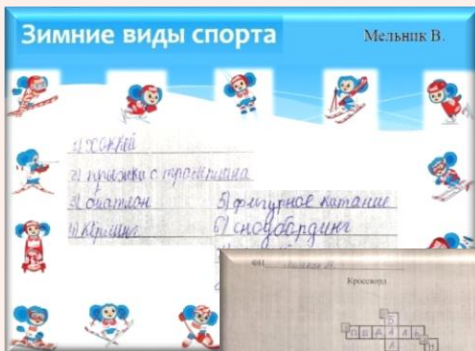 Зимние виды спорта
Мельник В.
1) хоккей
2) прыжки с трамплина
3) биатлон
5) фигурное катание
4) кёрлинг
6) сноубординг
Кроссворд